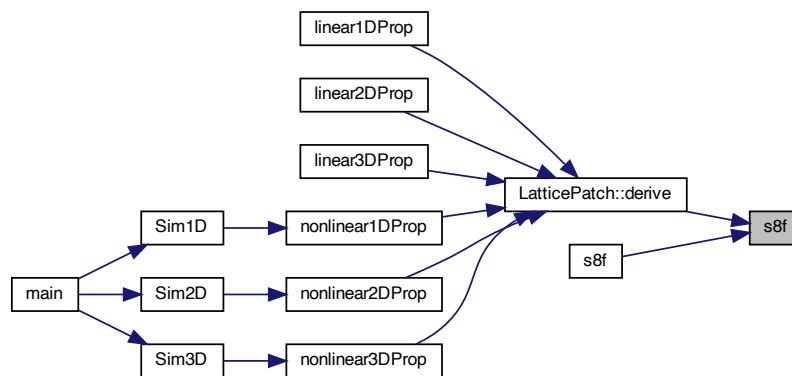 linear1DProp
linear2DProp
linear3DProp
LatticePatch::derive
Sim1D
nonlinear1DProp
s8f
s8f
main
Sim2D
nonlinear2DProp
Sim3D
nonlinear3DProp